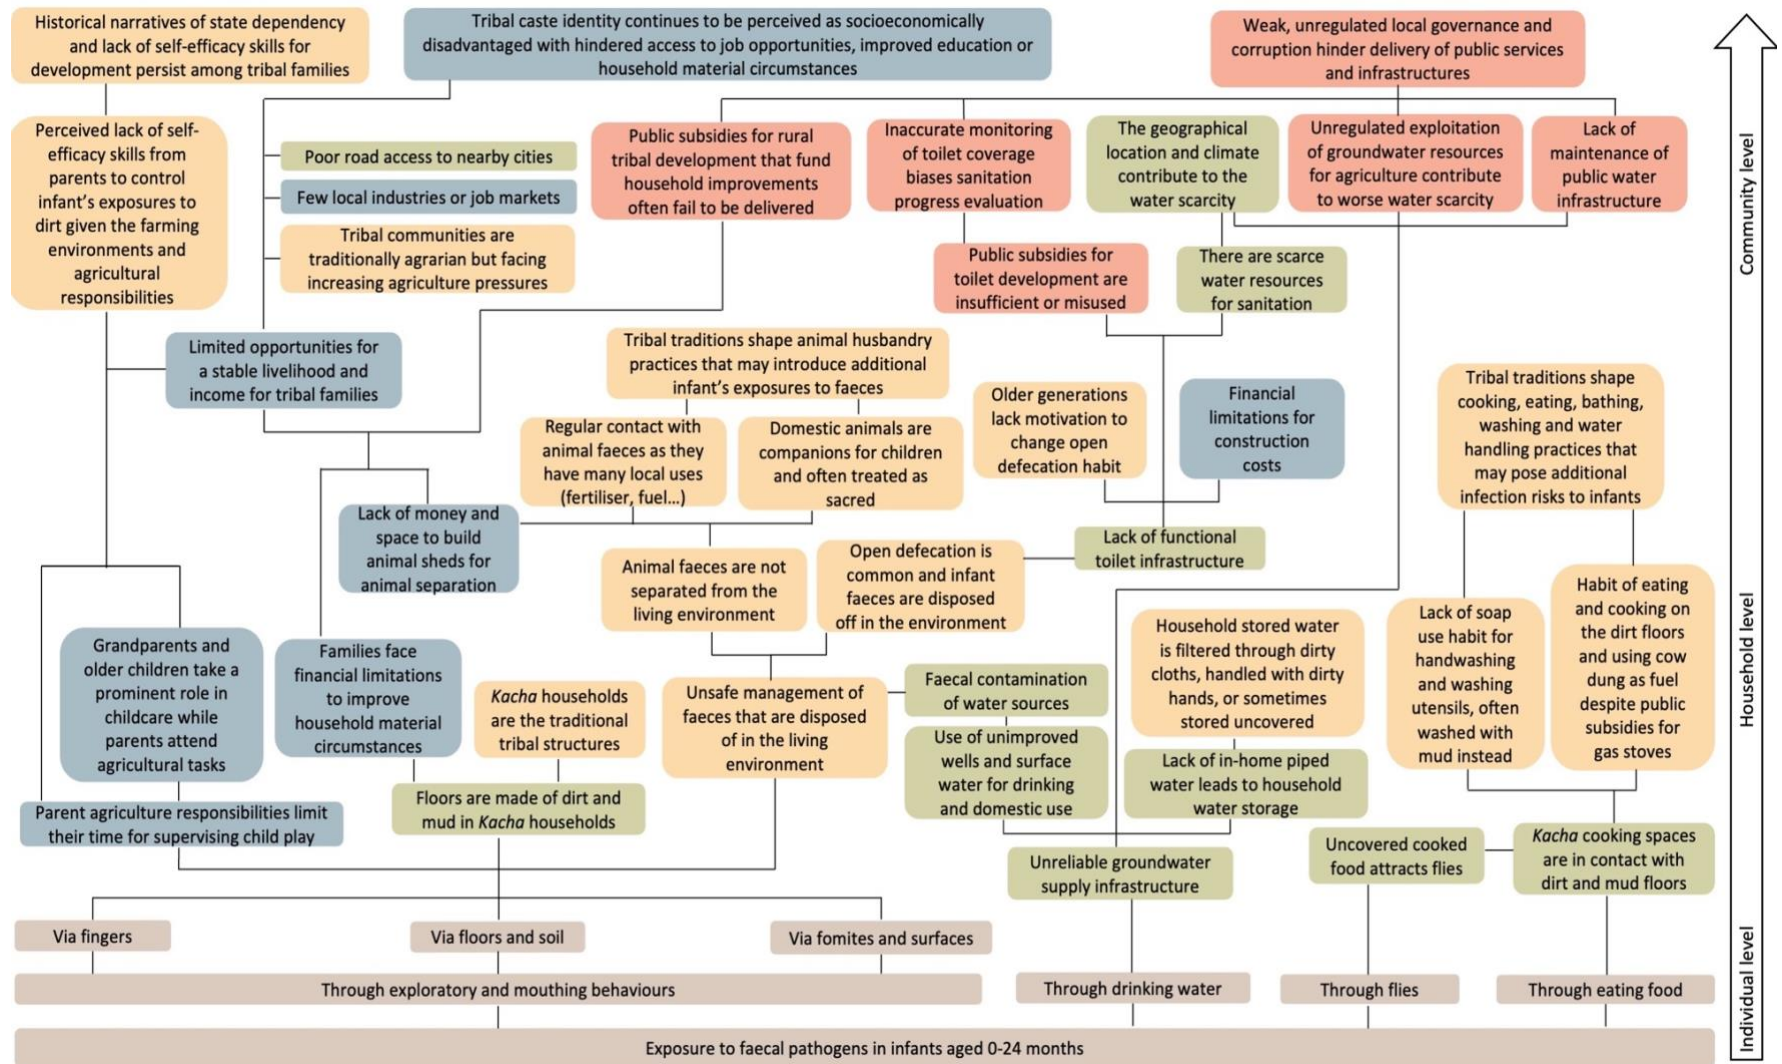 Historical narratives of state dependency
and lack of self-efficacy skills for
development persist among tribal families
Tribal caste identity continues to be perceived as socioeconomically
disadvantaged with hindered access to job opportunities, improved education or
household material circumstances
Weak, unregulated local governance and
corruption hinder delivery of public services
and infrastructures
Perceived lack of self-
efficacy skills from
parents to control
infant's exposures to
dirt given the farming
environments and
agricultural
responsibilities
Poor road access to nearby cities
Few local industries or job markets
Tribal communities are
traditionally agrarian but facing
increasing agriculture pressures
Public subsidies for rural
tribal development that fund
household improvements
often fail to be delivered
Inaccurate monitoring
of toilet coverage
biases sanitation
progress evaluation
The geographical
location and climate
contribute to the
water scarcity
Unregulated exploitation
of groundwater resources
for agriculture contribute
to worse water scarcity
Lack of
maintenance of
public water
infrastructure
Public subsidies for
toilet development are
insufficient or misused
There are scarce
water resources
for sanitation
Limited opportunities for
a stable livelihood and
income for tribal families
Tribal traditions shape animal husbandry
practices that may introduce additional
infant's exposures to faeces
Older generations
lack motivation to
change open
defecation habit
Financial
limitations for
construction
costs
Tribal traditions shape
cooking, eating, bathing,
washing and water
handling practices that
may pose additional
infection risks to infants
Regular contact with
animal faeces as they
have many local uses
(fertiliser, fuel...)
Domestic animals are
companions for children
and often treated as
sacred
Lack of money and
space to build
animal sheds for
animal separation
Animal faeces are not
separated from the
living environment
Open defecation is
common and infant
faeces are disposed
off in the environment
Lack of functional
toilet infrastructure
Grandparents and
older children take a
prominent role in
childcare while
parents attend
agricultural tasks
Families face
financial limitations
to improve
household material
circumstances
Kacha households
are the traditional
tribal structures
Unsafe management of
faeces that are disposed
of in the living
environment
Faecal contamination
of water sources
Use of unimproved
wells and surface
water for drinking
and domestic use
Household stored water
is filtered through dirty
cloths, handled with dirty
hands, or sometimes
stored uncovered
Lack of in-home piped
water leads to household
water storage
Lack of soap
use habit for
handwashing
and washing
utensils, often
washed with
mud instead
Habit of eating
and cooking on
the dirt floors
and using cow
dung as fuel
despite public
subsidies for
gas stoves
Parent agriculture responsibilities limit
their time for supervising child play
Floors are made of dirt and
mud in Kacha households
Unreliable groundwater
supply infrastructure
Uncovered cooked
food attracts flies
Kacha cooking spaces
are in contact with
dirt and mud floors
Via fingers
Via floors and soil
Via fomites and surfaces
Through exploratory and mouthing behaviours
Through drinking water
Through flies
Through eating food
Exposure to faecal pathogens in infants aged 0-24 months
Community level
Household level
Individual level